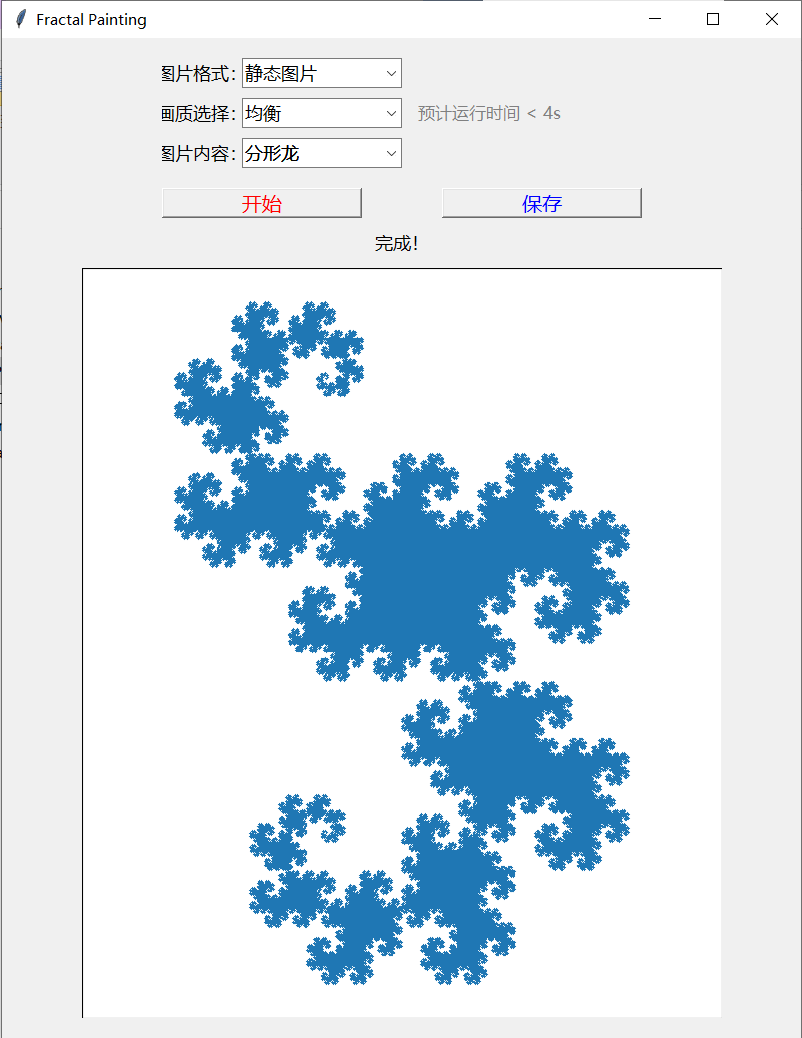 Fractal Painting
图片格式： 静态图片
画质选择： 均衡 预计运行时间 < 4s
图片内容： 分形龙
开始 保存
完成！